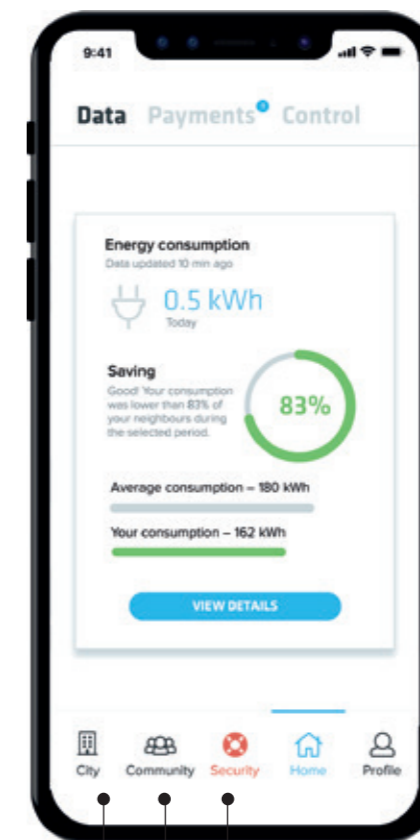 9:41
Data Payments Control
Energy consumption
Data updated 10 min ago
0.5 kWh
Today
Saving
Good! Your consumption
was lower than 83% of
your neighbours during
the selected period.
83%
Average consumption – 180 kWh
Your consumption – 162 kWh
VIEW DETAILS
City Community Security Home Profile